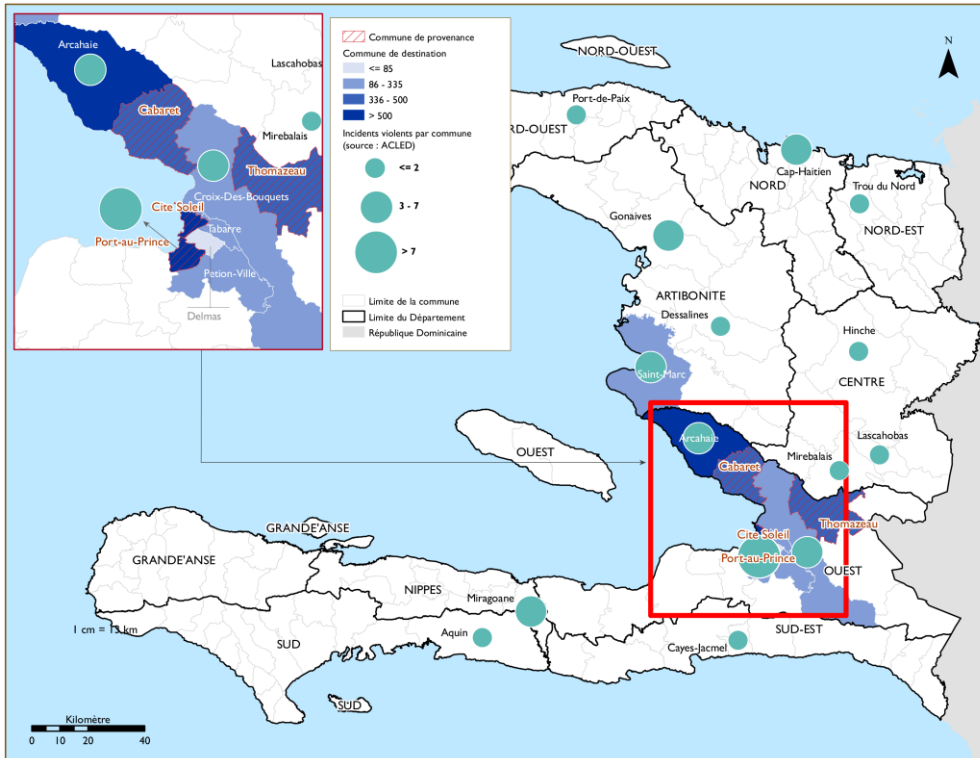 Arcahaie
Cabaret
Lascahobas
Mirebalais
Thomazeau
Croix-Des-Bouquets
Cite Soleil
Tabarre
Port-au-Prince
Petion-Ville
Delmas
Commune de provenance
Commune de destination
<= 85
86 - 335
336 - 500
> 500
Incidents violents par commune
(source : ACLED)
<= 2
3 - 7
> 7
Limite de la commune
Limite du Département
République Dominicaine
N
NORD-OUEST
Port-de-Paix
RD-OUEST
Cap-Haitien
NORD
Trou du Nord
NORD-EST
Gonaives
ARTIBONITE
Dessalines
Hinche
Saint-Marc
CENTRE
Arcahaie
Lascahobas
Mirebalais
OUEST
Cabaret
Thomazeau
Cite Soleil
Port-au-Prince
OUEST
GRANDE'ANSE
GRANDE'ANSE
NIPPES
Miragoane
1 cm = 13 km
SUD
Aquin
SUD-EST
Cayes-Jacmel
SUD
Kilomètre
0 10 20 40